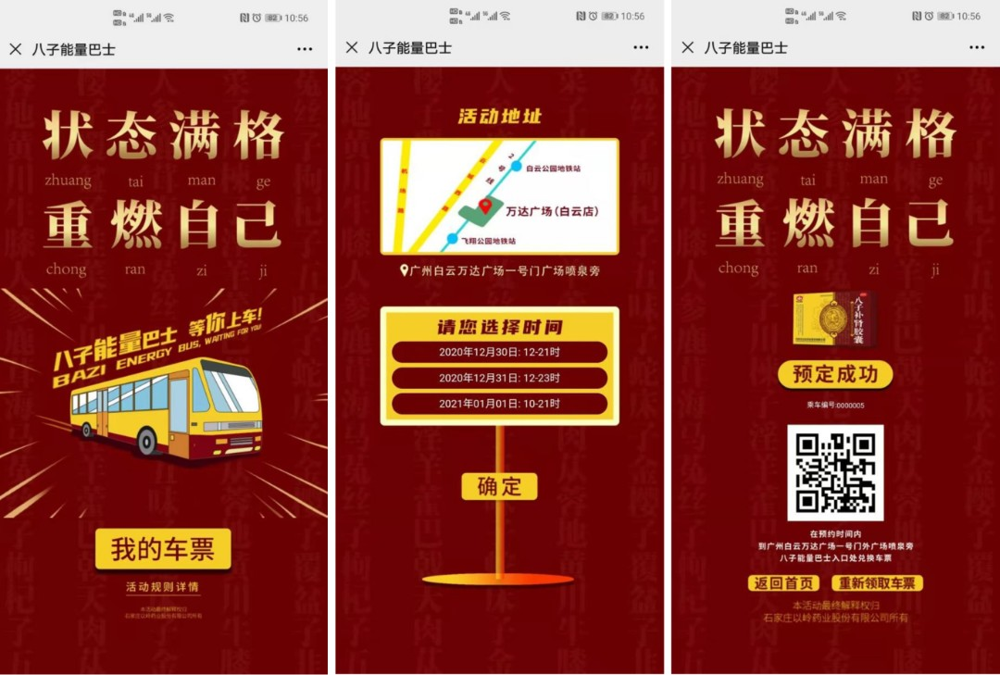 10:56
八子能量巴士
状态满格
zhuang tai man ge
重燃自己
chong ran zi ji
八子能量巴士 等你上车!
BAZI ENERGY BUS, WAITING FOR YOU
我的车票
活动规则详情
本活动最终解释权归
石家庄以岭药业股份有限公司所有
10:56
八子能量巴士
活动地址
机场路
2号线
白云公园地铁站
万达广场(白云店)
飞翔公园地铁站
广州白云万达广场一号门广场喷泉旁
请您选择时间
2020年12月30日: 12-21时
2020年12月31日: 12-23时
2021年01月01日: 10-21时
确定
10:56
八子能量巴士
状态满格
zhuang tai man ge
重燃自己
chong ran zi ji
八子补肾胶囊
预定成功
乘车编号:0000005
在预约时间内
到广州白云万达广场一号门外广场喷泉旁
八子能量巴士入口处兑换车票
返回首页 重新领取车票
本活动最终解释权归
石家庄以岭药业股份有限公司所有